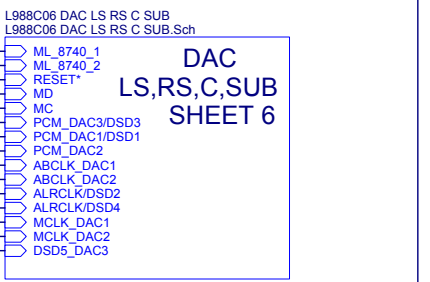 L988C06 DAC LS RS C SUB
L988C06 DAC LS RS C SUB.Sch
DAC
LS,RS,C,SUB
SHEET 6
ML_8740_1
ML_8740_2
RESET*
MD
MC
PCM_DAC3/DSD3
PCM_DAC1/DSD1
PCM_DAC2
ABCLK_DAC1
ABCLK_DAC2
ALRCLK/DSD2
ALRCLK/DSD4
MCLK_DAC1
MCLK_DAC2
DSD5_DAC3